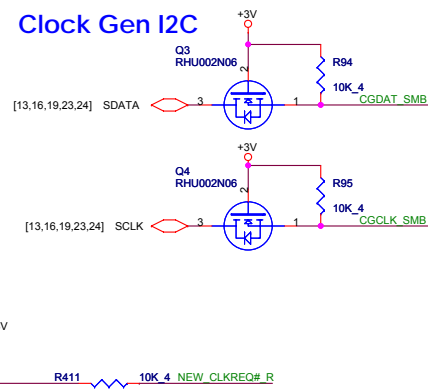 Clock Gen I2C
+3V
Q3
RHU002N06
2
R94
10K_4
[13,16,19,23,24] SDATA
3
1
CGDAT_SMB
+3V
Q4
RHU002N06
2
R95
10K_4
[13,16,19,23,24] SCLK
3
1
CGCLK_SMB
V
R411
10K_4
NEW_CLKREQ#_R